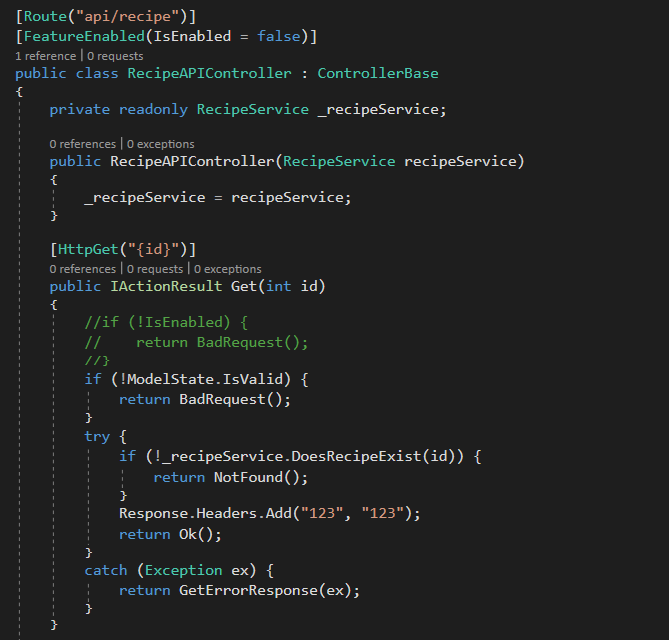 [Route("api/recipe")]
[FeatureEnabled(IsEnabled = false)]
1 reference | 0 requests
public class RecipeAPIController : ControllerBase
{
    private readonly RecipeService _recipeService;

    0 references | 0 exceptions
    public RecipeAPIController(RecipeService recipeService)
    {
        _recipeService = recipeService;
    }

    [HttpGet("{id}")]
    0 references | 0 requests | 0 exceptions
    public IActionResult Get(int id)
    {
        //if (!IsEnabled) {
        //    return BadRequest();
        //}
        if (!ModelState.IsValid) {
            return BadRequest();
        }
        try {
            if (!_recipeService.DoesRecipeExist(id)) {
                return NotFound();
            }
            Response.Headers.Add("123", "123");
            return Ok();
        }
        catch (Exception ex) {
            return GetErrorResponse(ex);
        }
    }